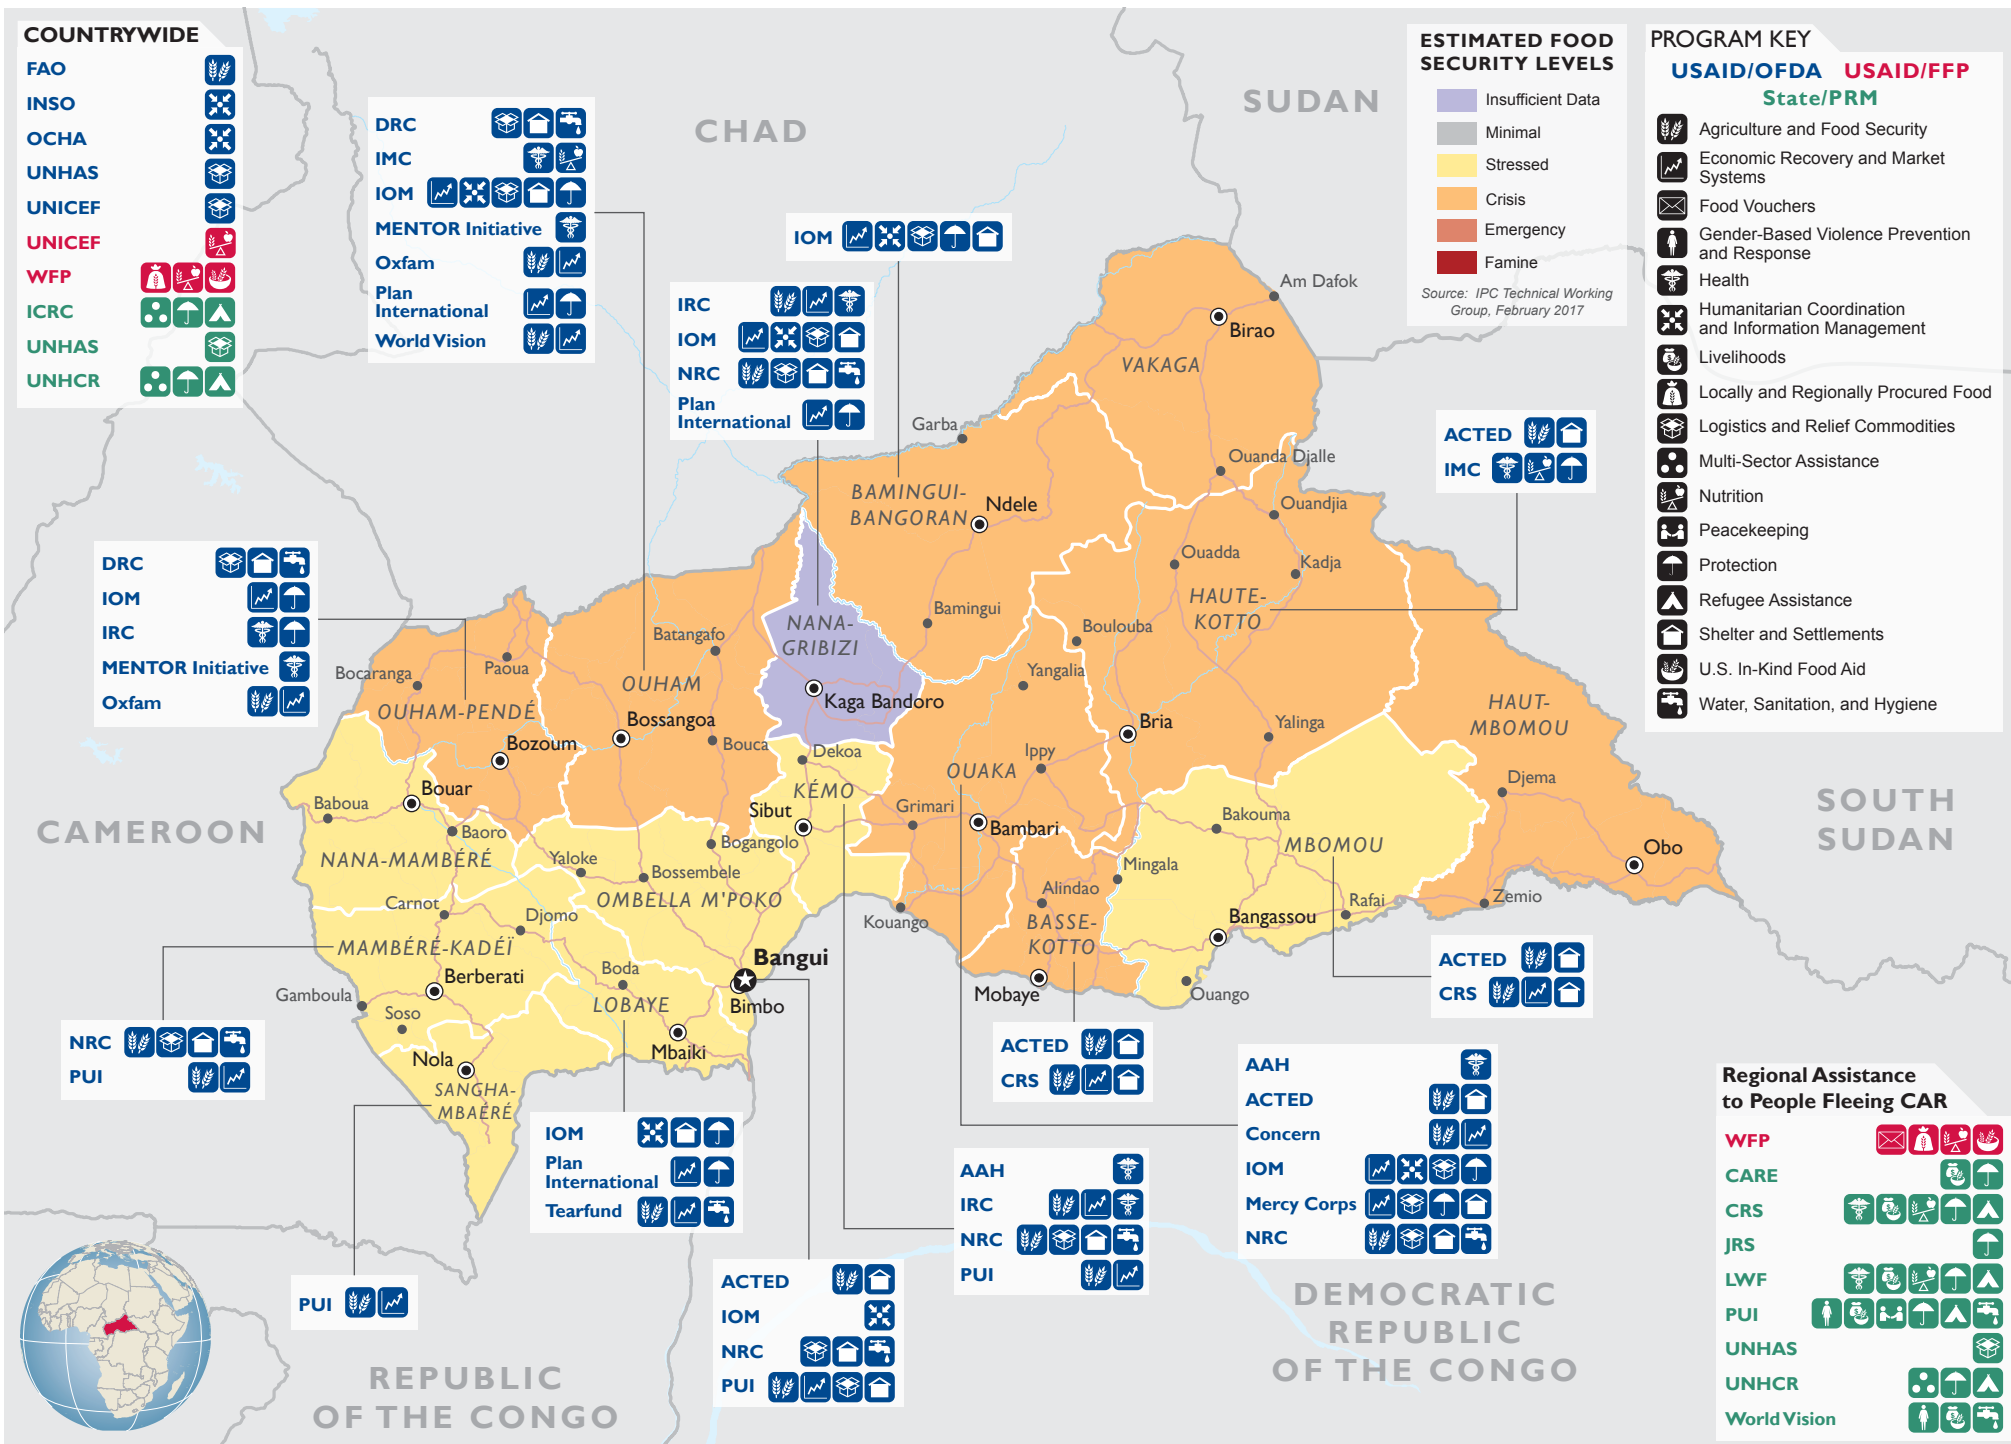 COUNTRYWIDE
FAO
INSO
OCHA
UNHAS
UNICEF
UNICEF
WFP
ICRC
UNHAS
UNHCR
DRC
IMC
IOM
MENTOR Initiative
Oxfam
Plan
International
World Vision
CHAD
SUDAN
ESTIMATED FOOD
SECURITY LEVELS
Insufficient Data
Minimal
Stressed
Crisis
Emergency
Famine
Source: IPC Technical Working
Group, February 2017
PROGRAM KEY
USAID/OFDA USAID/FFP
State/PRM
Agriculture and Food Security
Economic Recovery and Market
Systems
Food Vouchers
Gender-Based Violence Prevention
and Response
Health
Humanitarian Coordination
and Information Management
Livelihoods
Locally and Regionally Procured Food
Logistics and Relief Commodities
Multi-Sector Assistance
Nutrition
Peacekeeping
Protection
Refugee Assistance
Shelter and Settlements
U.S. In-Kind Food Aid
Water, Sanitation, and Hygiene
IOM
IRC
IOM
NRC
Plan
International
ACTED
IMC
DRC
IOM
IRC
MENTOR Initiative
Oxfam
Am Dafok
Birao
VAKAGA
Garba
Ouanda Djalle
BAMINGUI-
BANGORAN
Ndele
Ouandjia
Ouadda
Kadja
HAUTE-
KOTTO
NANA-
GRIBIZI
Bamingui
Boulouba
Batangafo
Paoua
Bocaranga
OUHAM
Yangalia
Kaga Bandoro
OUHAM-PENDÉ
Bossangoa
Bria
Yalinga
HAUT-
MBOMOU
Bozoum
Bouca
Dekoa
Ippy
OUAKA
Djema
Bouar
KÉMO
Baboua
Sibut
Grimari
Bakouma
Bambari
Baoro
Bogangolo
MBOMOU
Obo
NANA-MAMBÉRÉ
Yaloke
Bossembele
Mingala
OMBELLA M'POKO
Alindao
Carnot
Djomo
Kouango
BASSE-
KOTTO
Bangassou
Rafai
Zemio
MAMBÉRÉ-KADÉÏ
Bangui
Berberati
Boda
LOBAYE
Bimbo
Mobaye
Ouango
Gamboula
Soso
Mbaiki
Nola
SANGHA-
MBAÉRÉ
CAMEROON
SOUTH
SUDAN
NRC
PUI
ACTED
CRS
ACTED
CRS
IOM
Plan
International
Tearfund
PUI
ACTED
IOM
NRC
PUI
AAH
IRC
NRC
PUI
AAH
ACTED
Concern
IOM
Mercy Corps
NRC
REPUBLIC
OF THE CONGO
DEMOCRATIC
REPUBLIC
OF THE CONGO
Regional Assistance
to People Fleeing CAR
WFP
CARE
CRS
JRS
LWF
PUI
UNHAS
UNHCR
World Vision